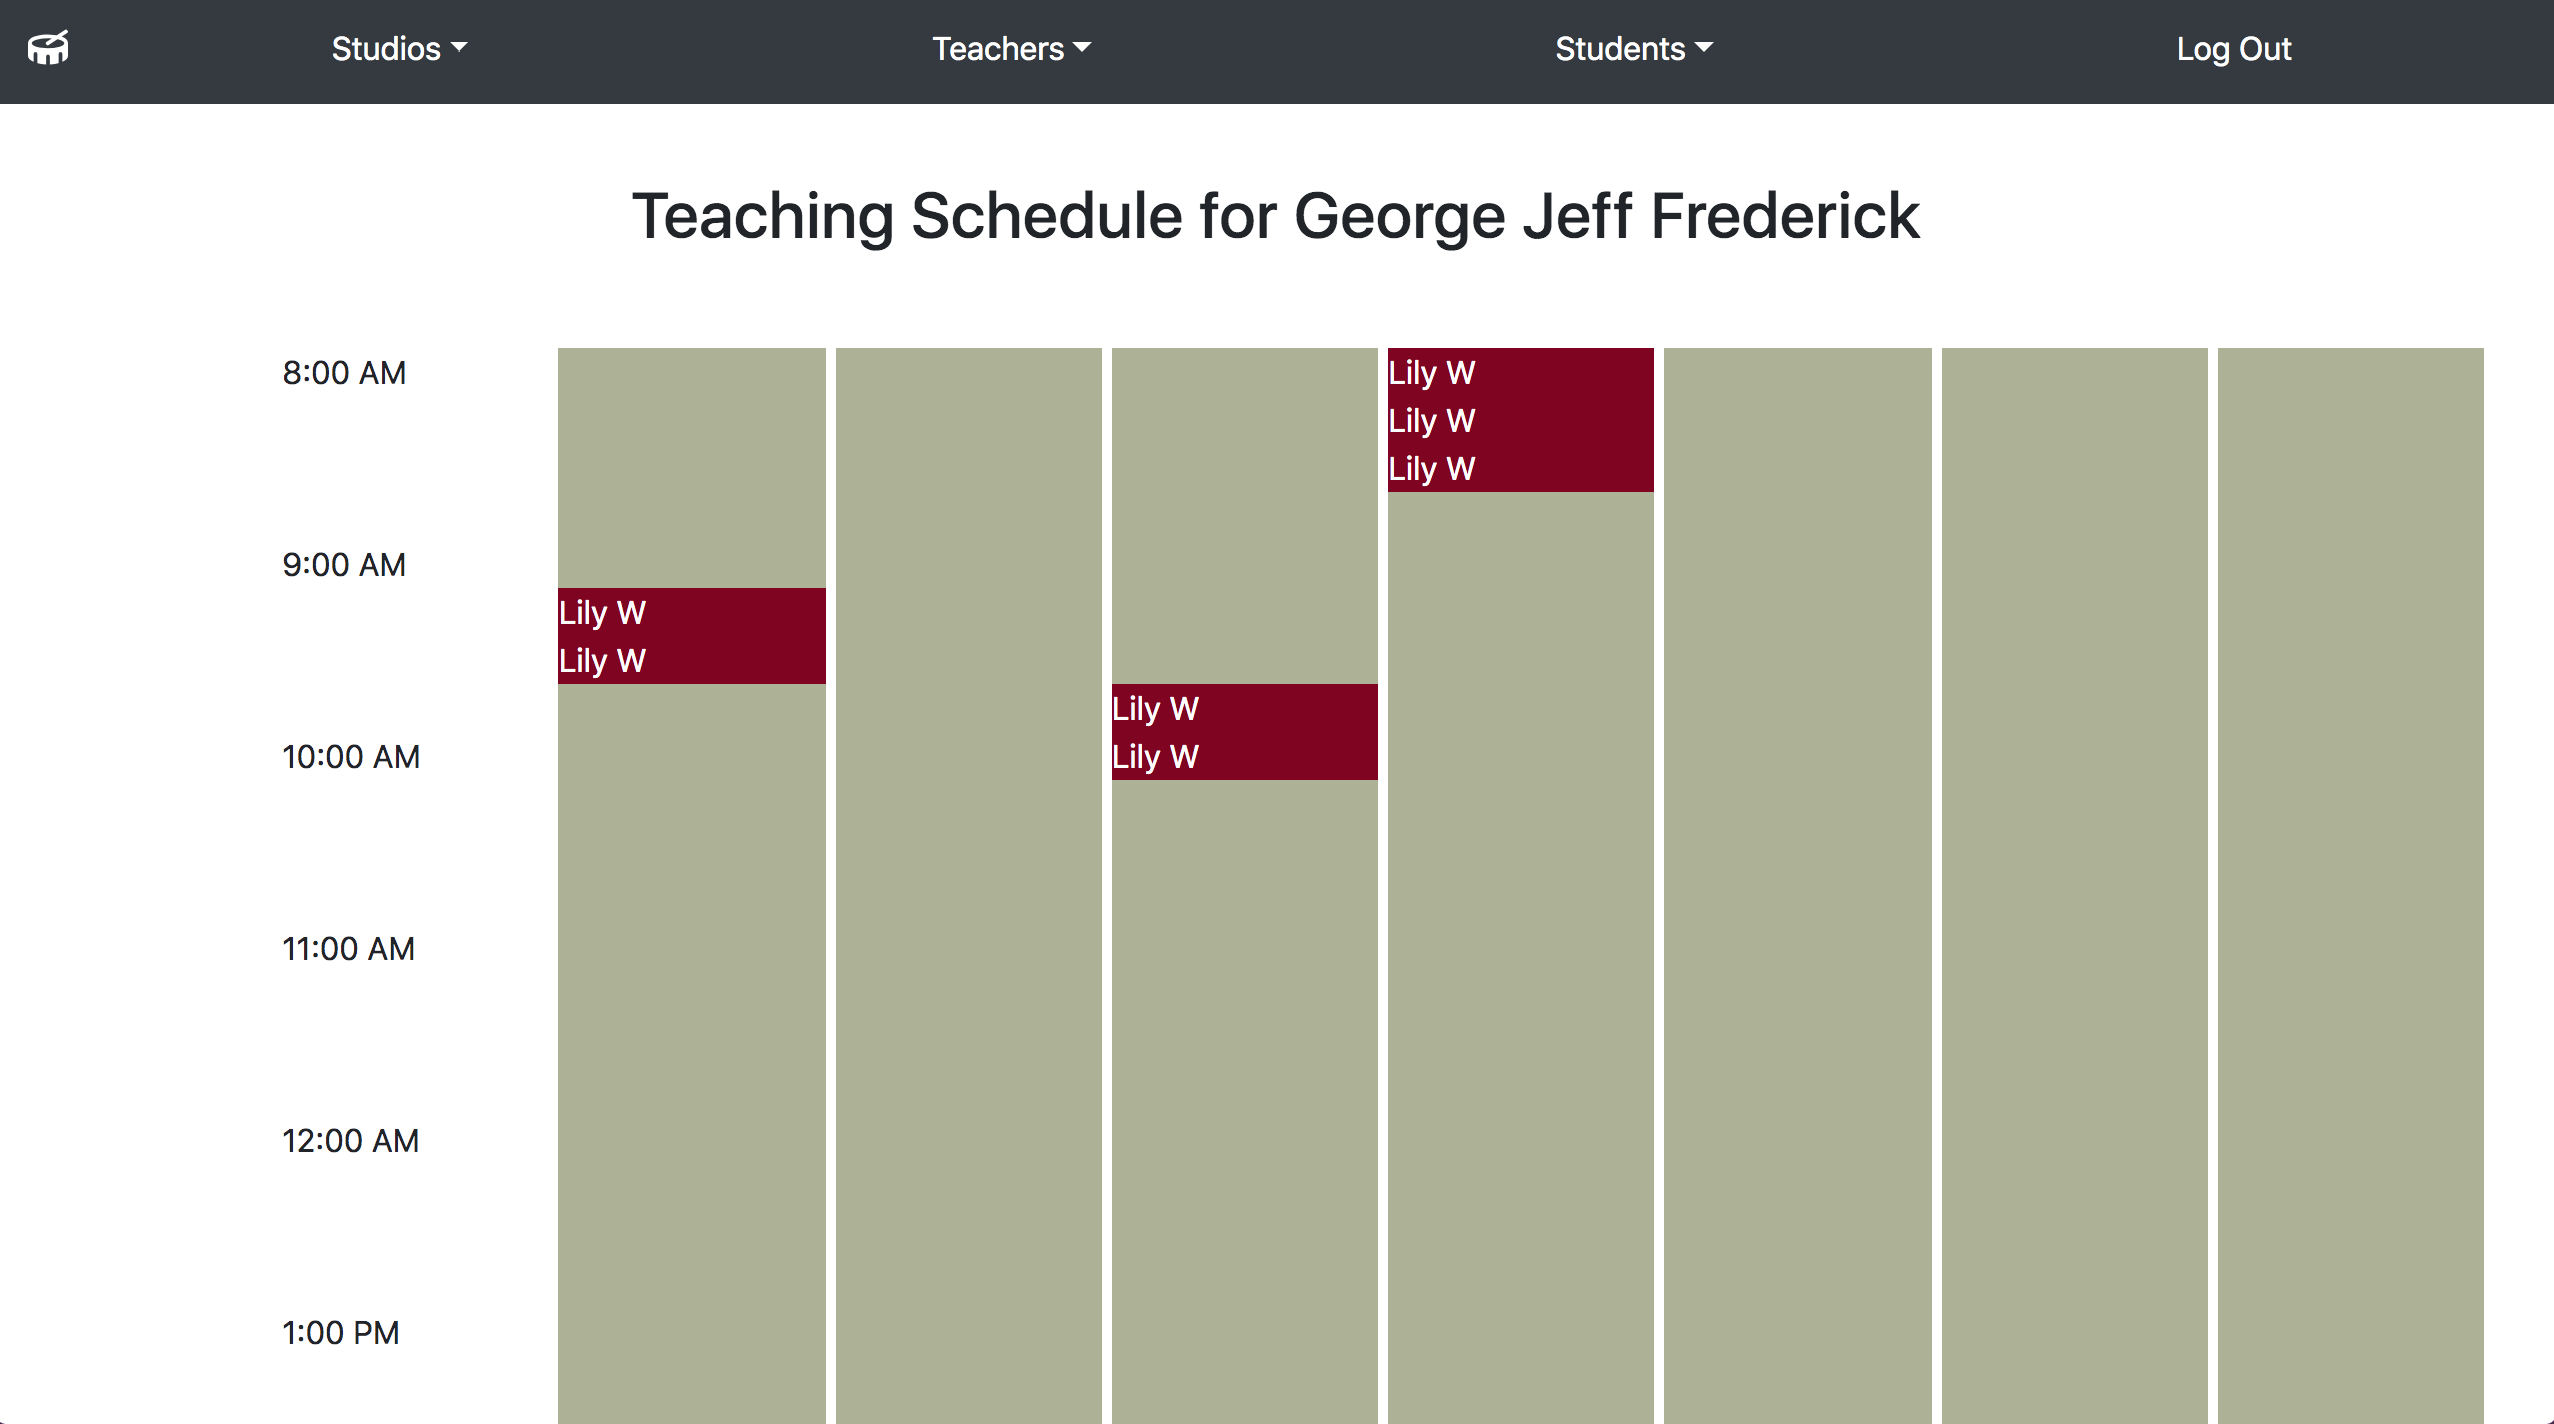 Studios
Teachers
Students
Log Out
Teaching Schedule for George Jeff Frederick
8:00 AM
Lily W
Lily W
Lily W
9:00 AM
Lily W
Lily W
Lily W
10:00 AM
Lily W
11:00 AM
12:00 AM
1:00 PM